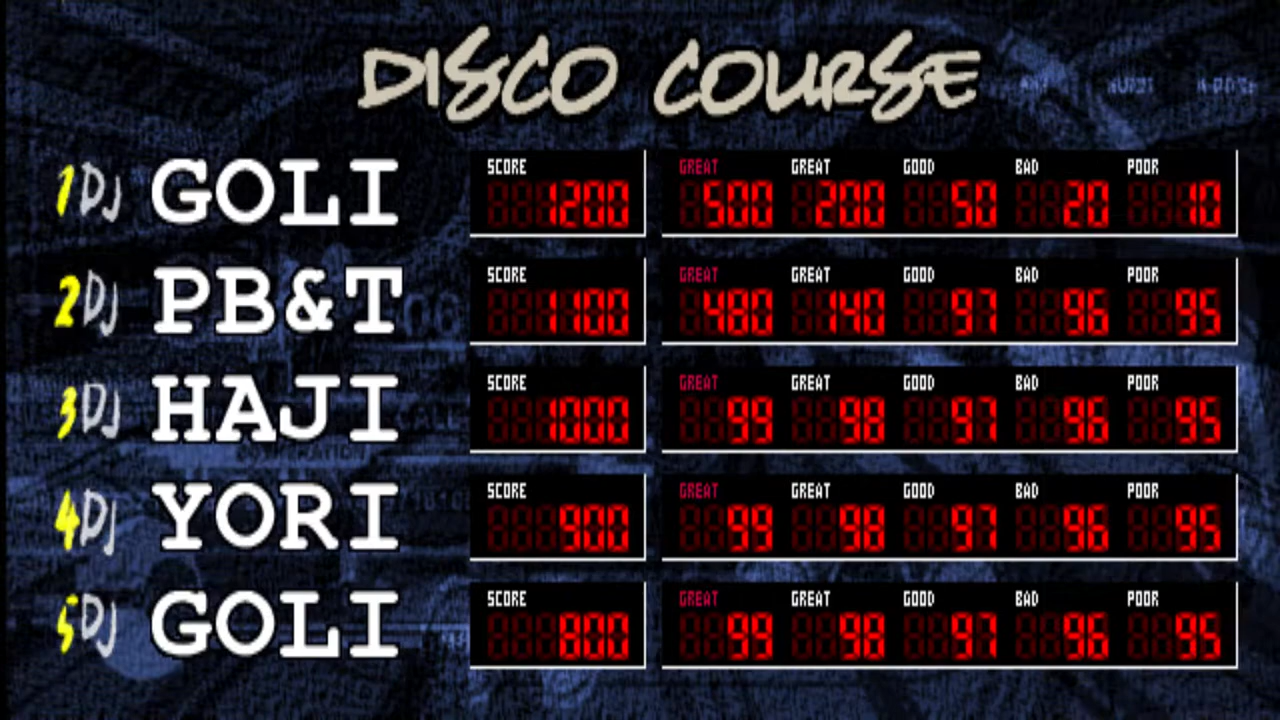 DISCO COURSE
1DJ GOLI SCORE 1200 GREAT 500 GREAT 200 GOOD 50 BAD 20 POOR 10
2DJ PB&T SCORE 1100 GREAT 480 GREAT 140 GOOD 97 BAD 96 POOR 95
3DJ HAJI SCORE 1000 GREAT 99 GREAT 98 GOOD 97 BAD 96 POOR 95
4DJ YORI SCORE 900 GREAT 99 GREAT 98 GOOD 97 BAD 96 POOR 95
5DJ GOLI SCORE 800 GREAT 99 GREAT 98 GOOD 97 BAD 96 POOR 95